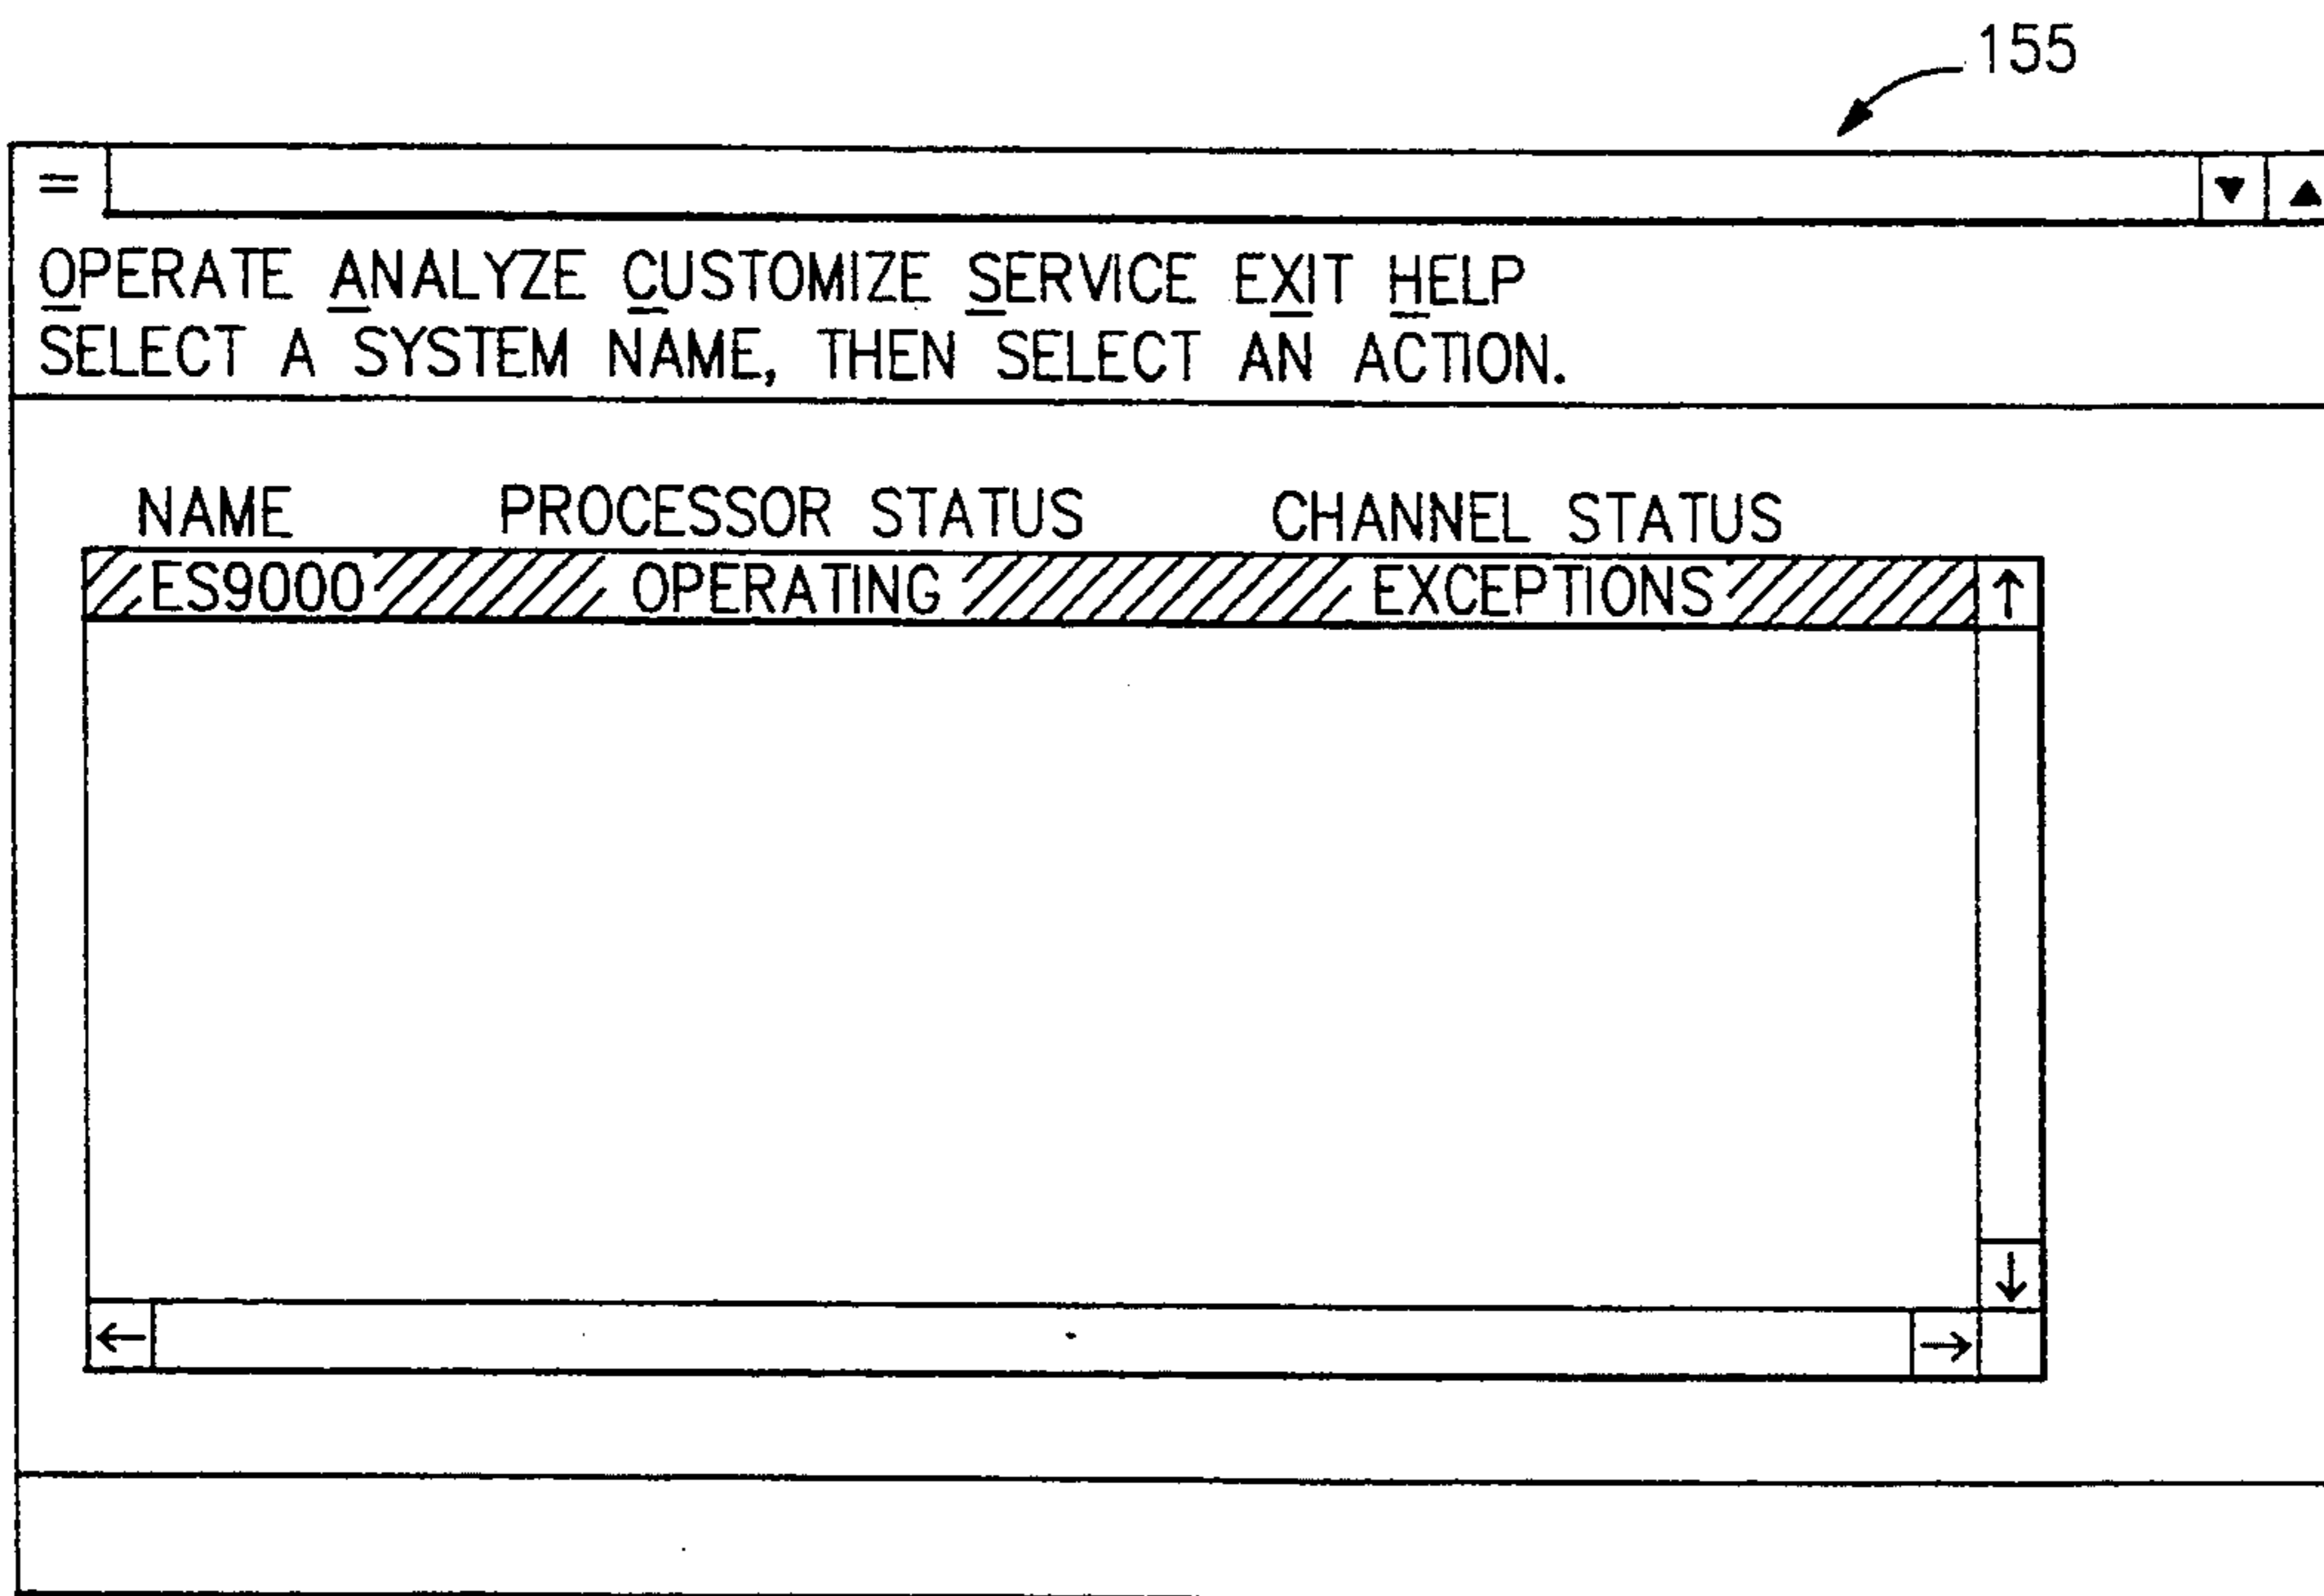 155
OPERATE ANALYZE CUSTOMIZE SERVICE EXIT HELP
SELECT A SYSTEM NAME, THEN SELECT AN ACTION.
NAME PROCESSOR STATUS CHANNEL STATUS
ES9000 OPERATING EXCEPTIONS